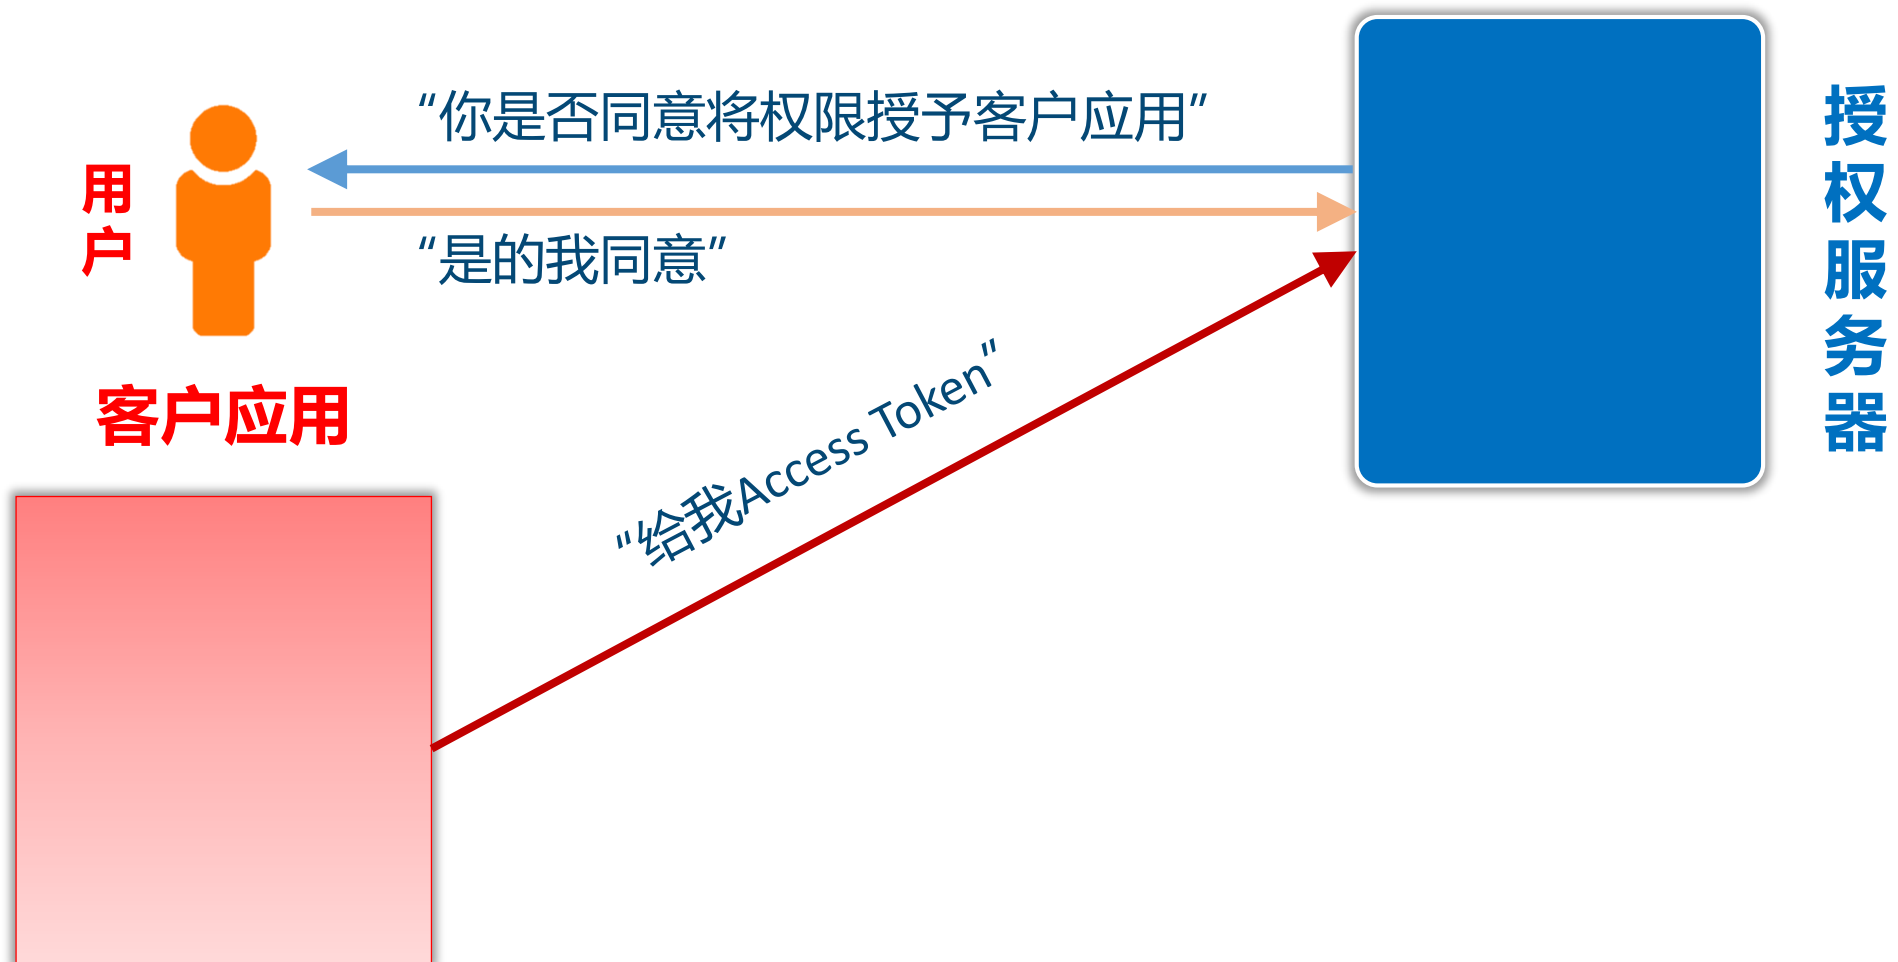 “你是否同意将权限授予客户应用”
用户
“是的我同意”
授权服务器
客户应用
“给我Access Token”